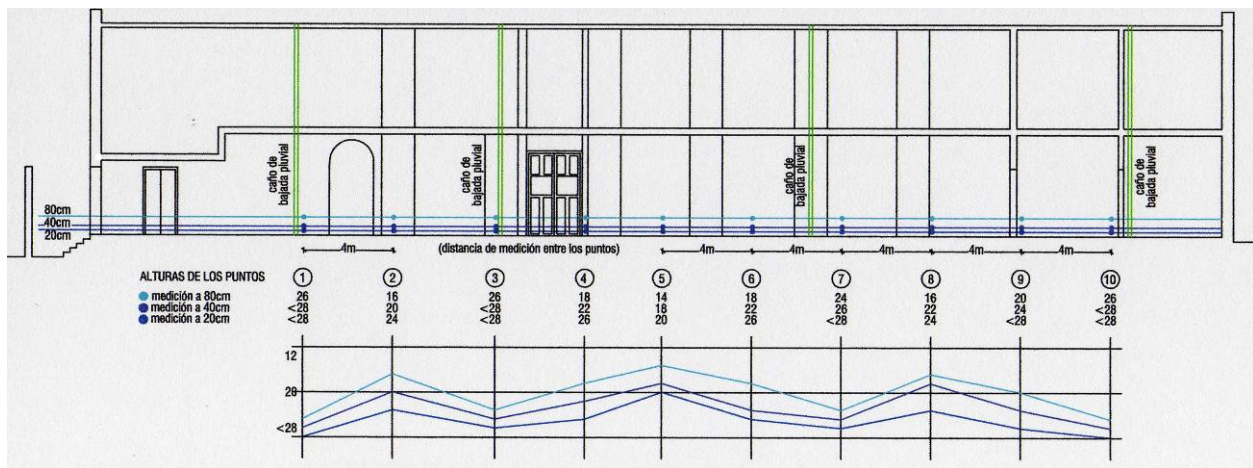 caño de
bajada pluvial
caño de
bajada pluvial
caño de
bajada pluvial
caño de
bajada pluvial
80cm
40cm
20cm
4m (distancia de medición entre los puntos) 4m 4m 4m 4m 4m
ALTURAS DE LOS PUNTOS 1 2 3 4 5 6 7 8 9 10
medición a 80cm 26 16 26 18 14 18 24 16 20 26
medición a 40cm <28 20 <28 22 18 22 26 22 24 <28
medición a 20cm <28 24 <28 26 20 26 <28 24 <28 <28
12
20
<28